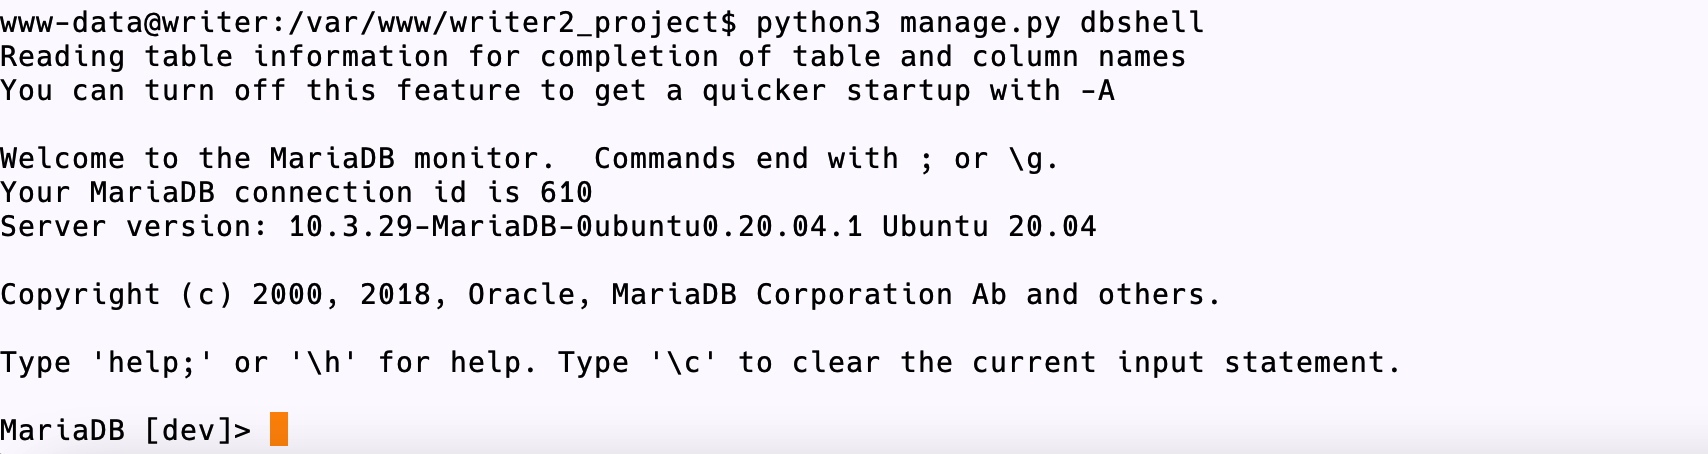 www-data@writer:/var/www/writer2_project$ python3 manage.py dbshell
Reading table information for completion of table and column names
You can turn off this feature to get a quicker startup with -A
Welcome to the MariaDB monitor.  Commands end with ; or \g.
Your MariaDB connection id is 610
Server version: 10.3.29-MariaDB-0ubuntu0.20.04.1 Ubuntu 20.04
Copyright (c) 2000, 2018, Oracle, MariaDB Corporation Ab and others.
Type 'help;' or '\h' for help. Type '\c' to clear the current input statement.
MariaDB [dev]>